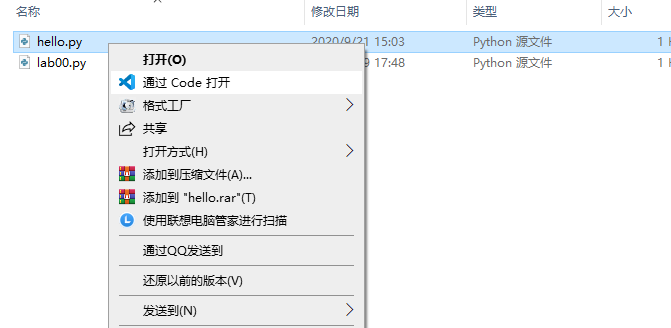 名称 修改日期 类型 大小
hello.py 2020/9/21 15:03 Python 源文件 1
lab00.py 9 17:48 Python 源文件 1
打开(O)
通过 Code 打开
格式工厂
共享
打开方式(H)
添加到压缩文件(A)...
添加到 "hello.rar"(T)
使用联想电脑管家进行扫描
通过QQ发送到
还原以前的版本(V)
发送到(N)